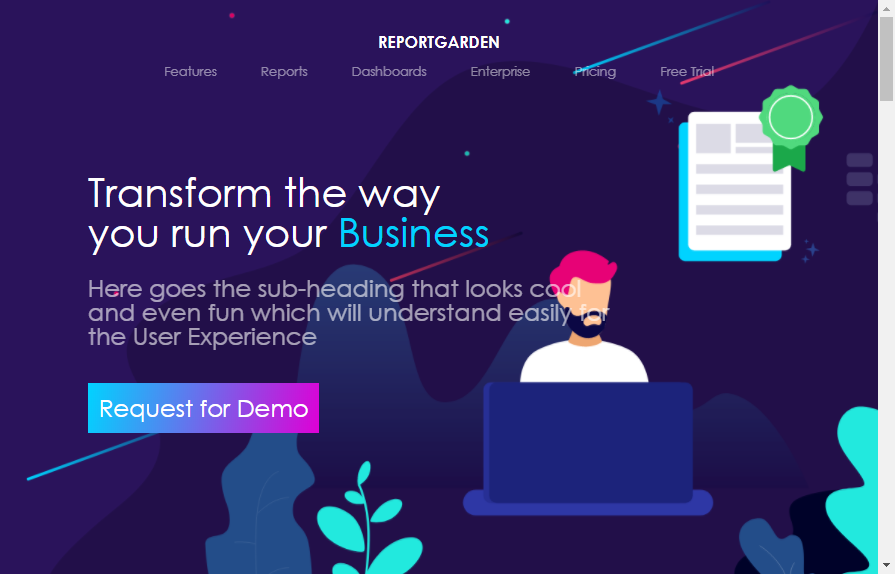 REPORTGARDEN
Features Reports Dashboards Enterprise Pricing Free Trial
Transform the way
you run your Business
Here goes the sub-heading that looks cool
and even fun which will understand easily for
the User Experience
Request for Demo